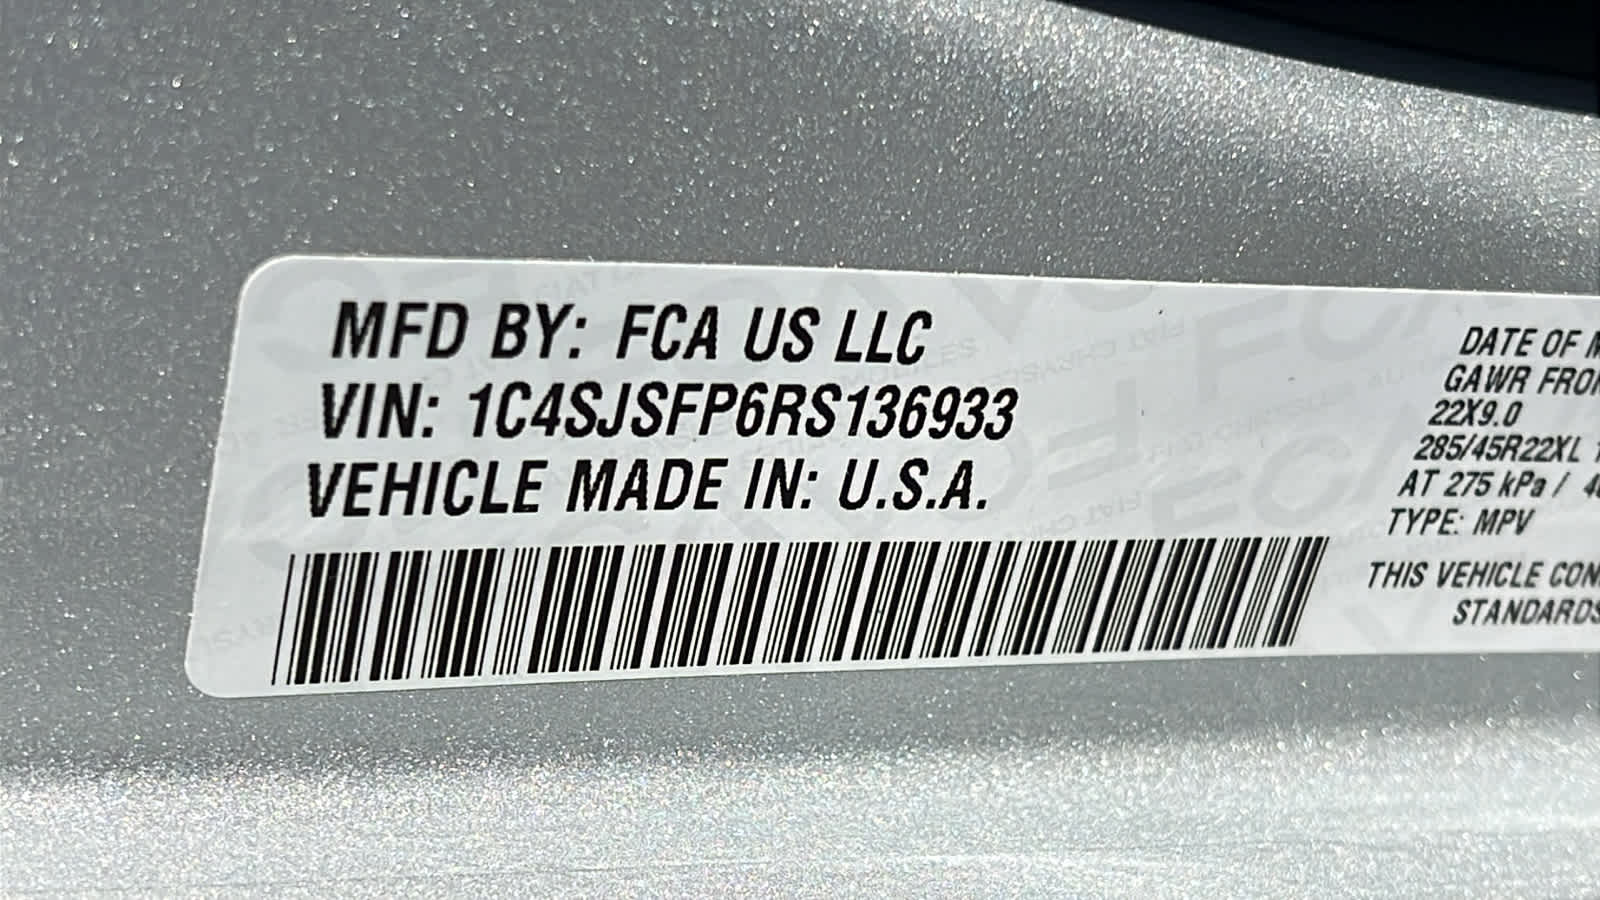 MFD BY: FCA US LLC
VIN: 1C4SJSFP6RS136933
VEHICLE MADE IN: U.S.A.
DATE OF
GAWR
22X9.0
285/45R22XL
AT 275 kPa /
TYPE: MPV
THIS VEHICLE
STANDARDS